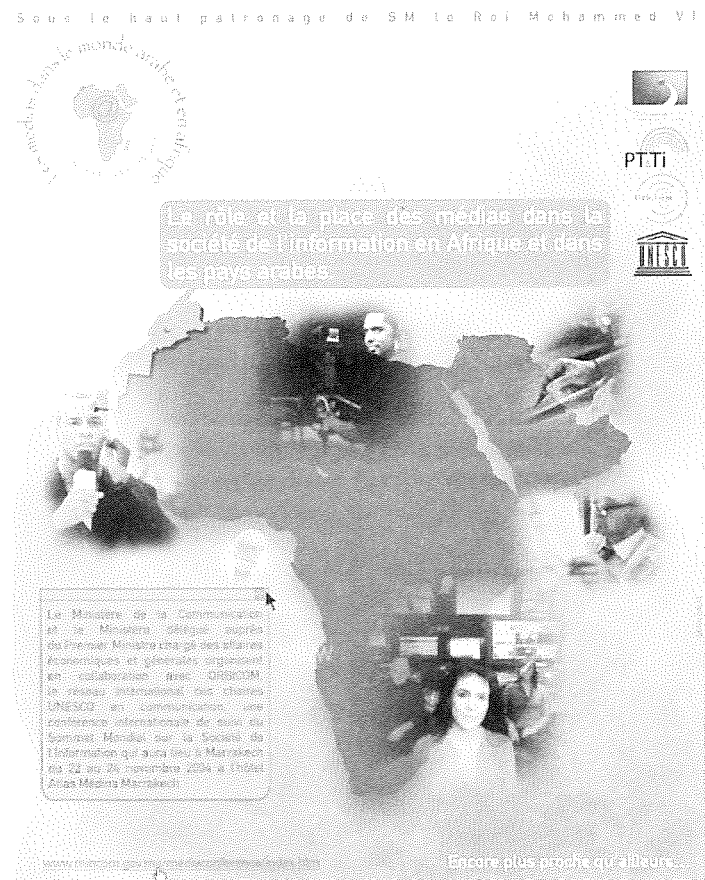 Sous le haut patronage de SM le Roi Mohammed VI
Les médias dans le monde arabe et en afrique
PTTi
UNESCO
Le rôle et la place des médias dans la
société de l'information en Afrique et dans
les pays arabes
Le Ministère de la Communication
et le Ministère délégué auprès
du Premier Ministre chargé des affaires
économiques et générales organisent
en collaboration avec ORBICOM,
le réseau international des chaires
UNESCO en communication, une
conférence internationale de suivi du
Sommet Mondial sur la Société de
l'Information qui aura lieu à Marrakech
du 22 au 24 novembre 2004 à l'hôtel
Atlas Médina Marrakech
Encore plus proche qu'ailleurs...